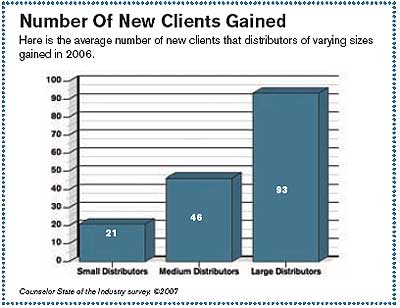 Number Of New Clients Gained
Here is the average number of new clients that distributors of varying sizes
gained in 2006.
100
90
80
70
60
50
40
30
20
10
0
21
46
93
Small Distributors
Medium Distributors
Large Distributors
Counselor State of the Industry survey. ©2007